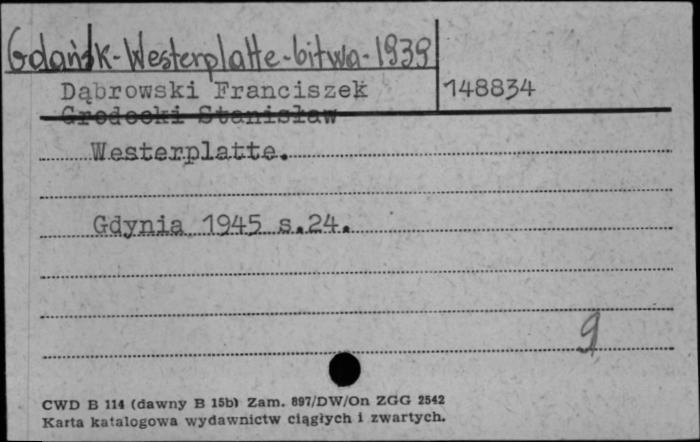 Gdańsk-Westerplatte-bitwa-1939
Dąbrowski Franciszek 148834
Grodecki Stanisław
Westerplatte.
Gdynia 1945 s.24.
9
CWD B 114 (dawny B 15b) Zam. 897/DW/On ZGG 2542
Karta katalogowa wydawnictw ciągłych i zwartych.